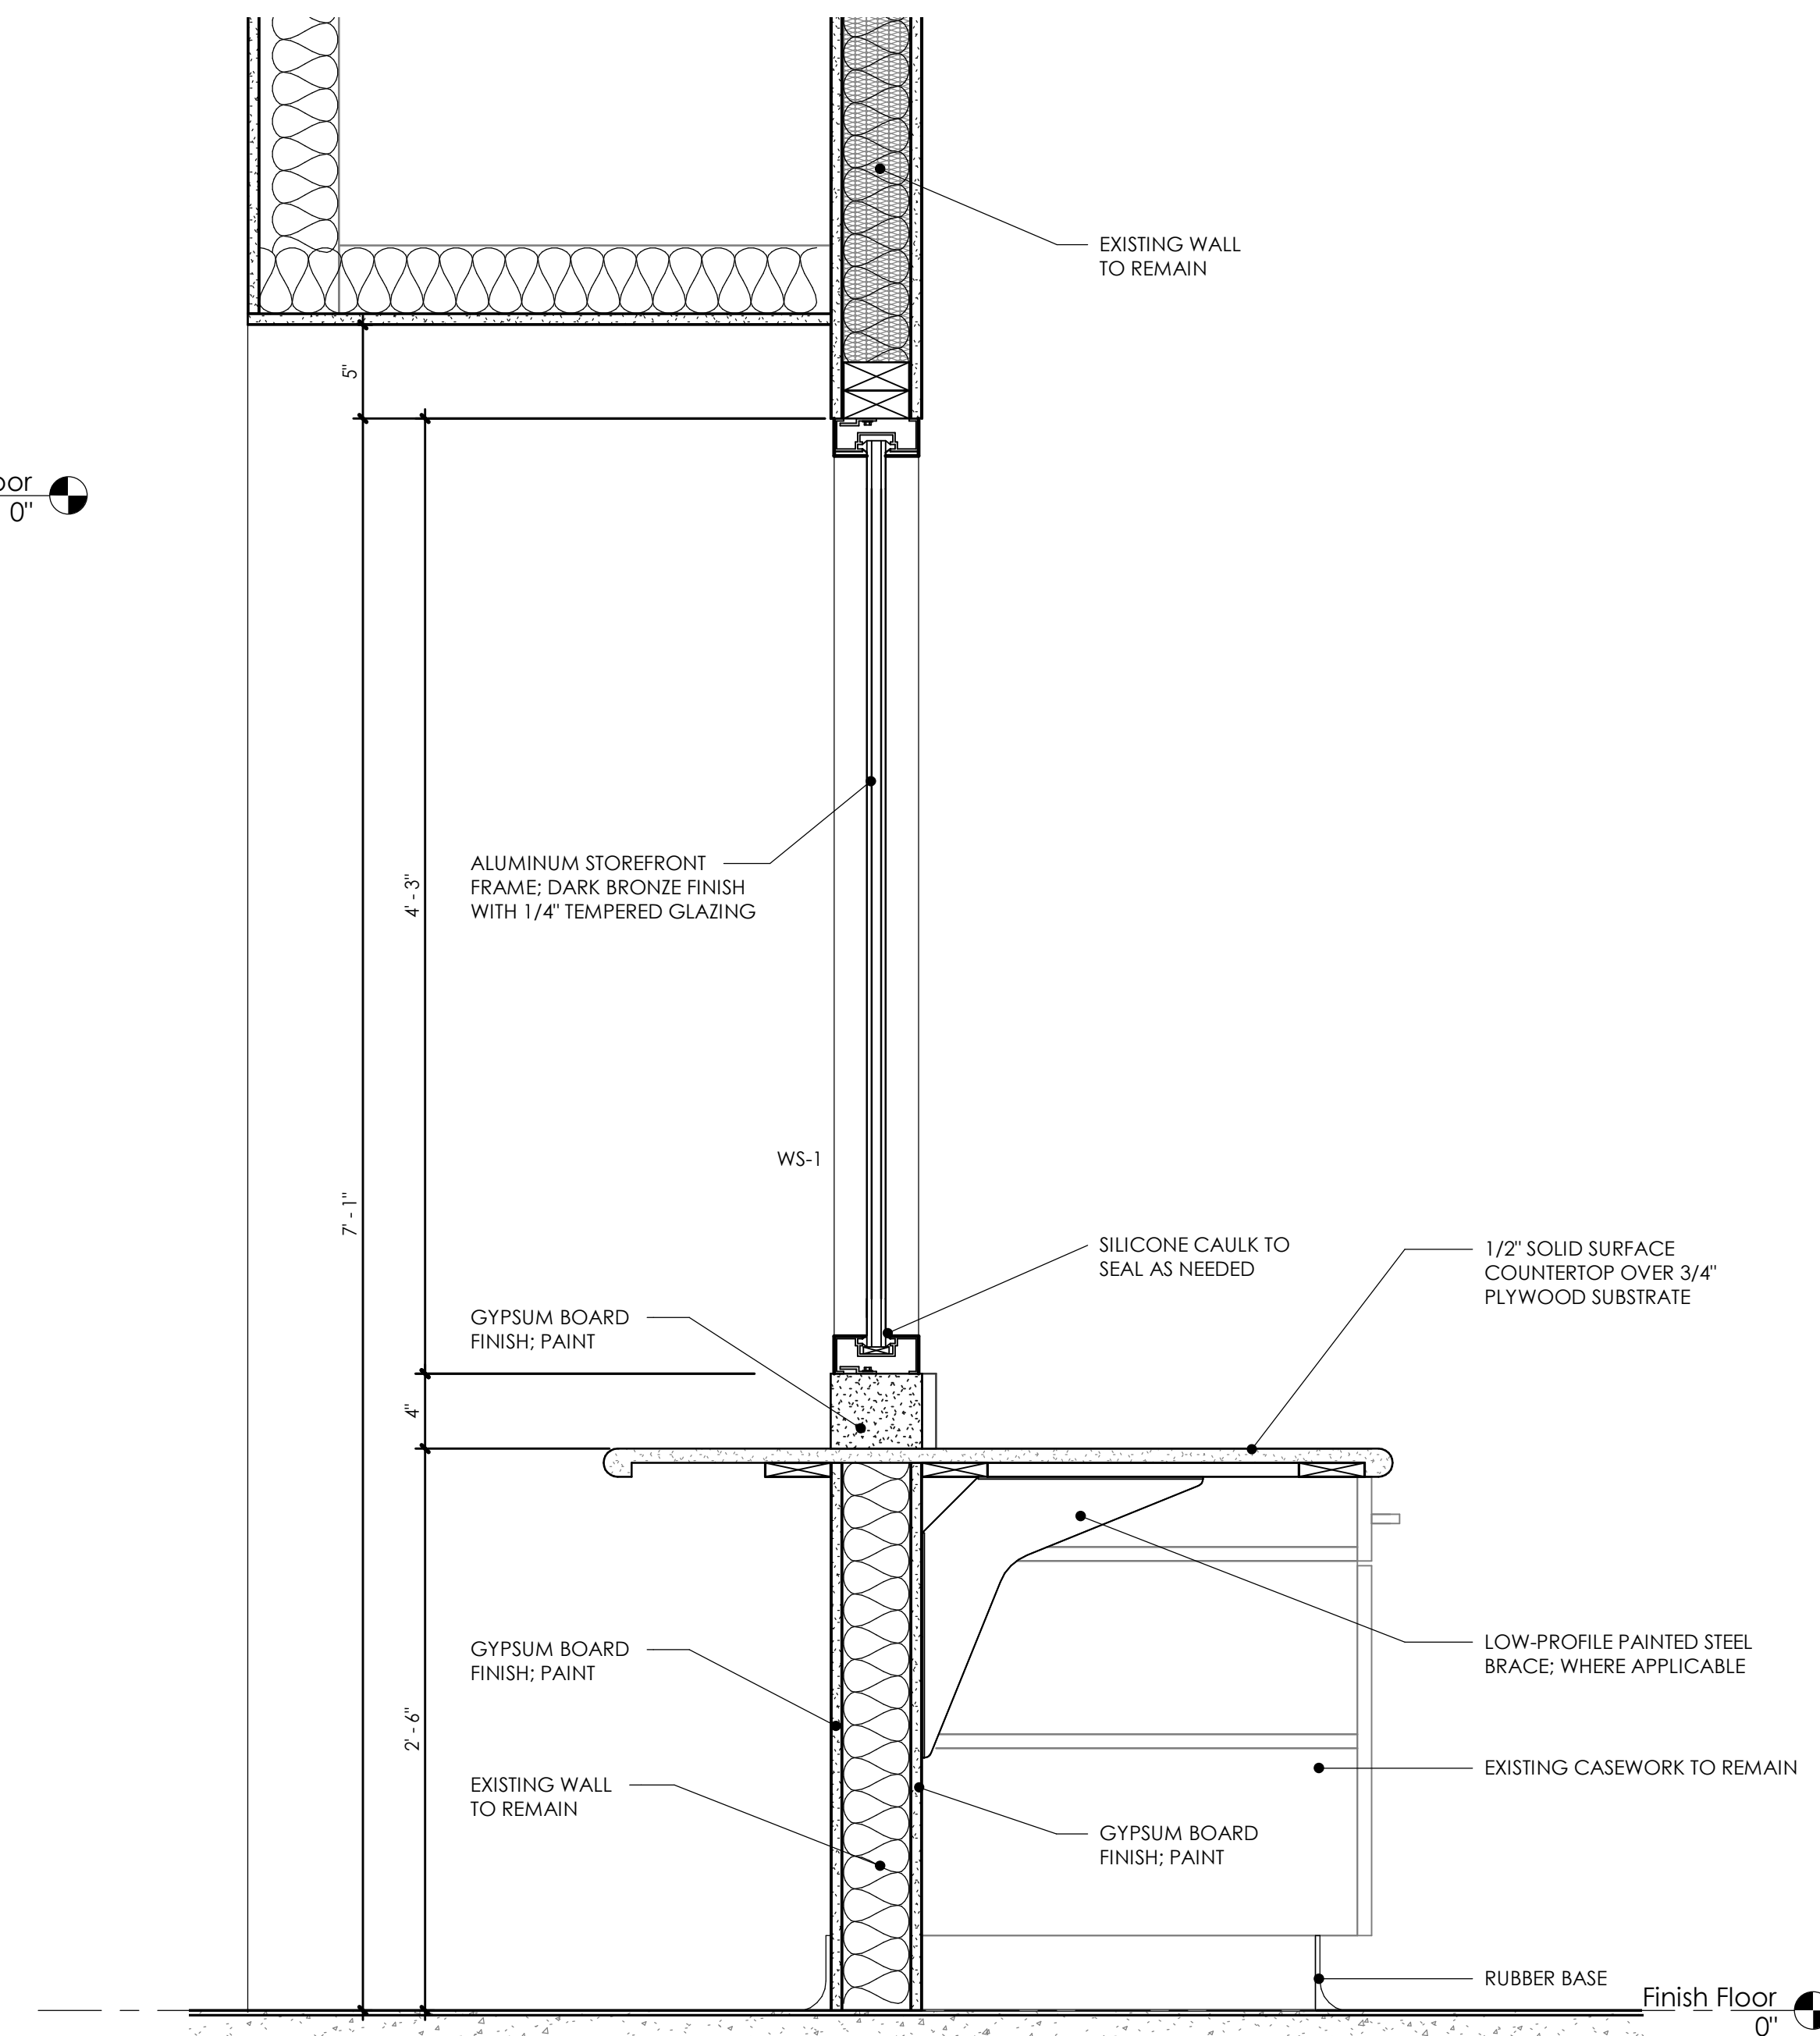 EXISTING WALL
TO REMAIN
5"
oor
0"
ALUMINUM STOREFRONT
FRAME; DARK BRONZE FINISH
WITH 1/4" TEMPERED GLAZING
4' - 3"
WS-1
7' - 1"
SILICONE CAULK TO
SEAL AS NEEDED
1/2" SOLID SURFACE
COUNTERTOP OVER 3/4"
PLYWOOD SUBSTRATE
GYPSUM BOARD
FINISH; PAINT
4"
GYPSUM BOARD
FINISH; PAINT
LOW-PROFILE PAINTED STEEL
BRACE; WHERE APPLICABLE
2' - 6"
EXISTING WALL
TO REMAIN
EXISTING CASEWORK TO REMAIN
GYPSUM BOARD
FINISH; PAINT
RUBBER BASE
Finish Floor
0"